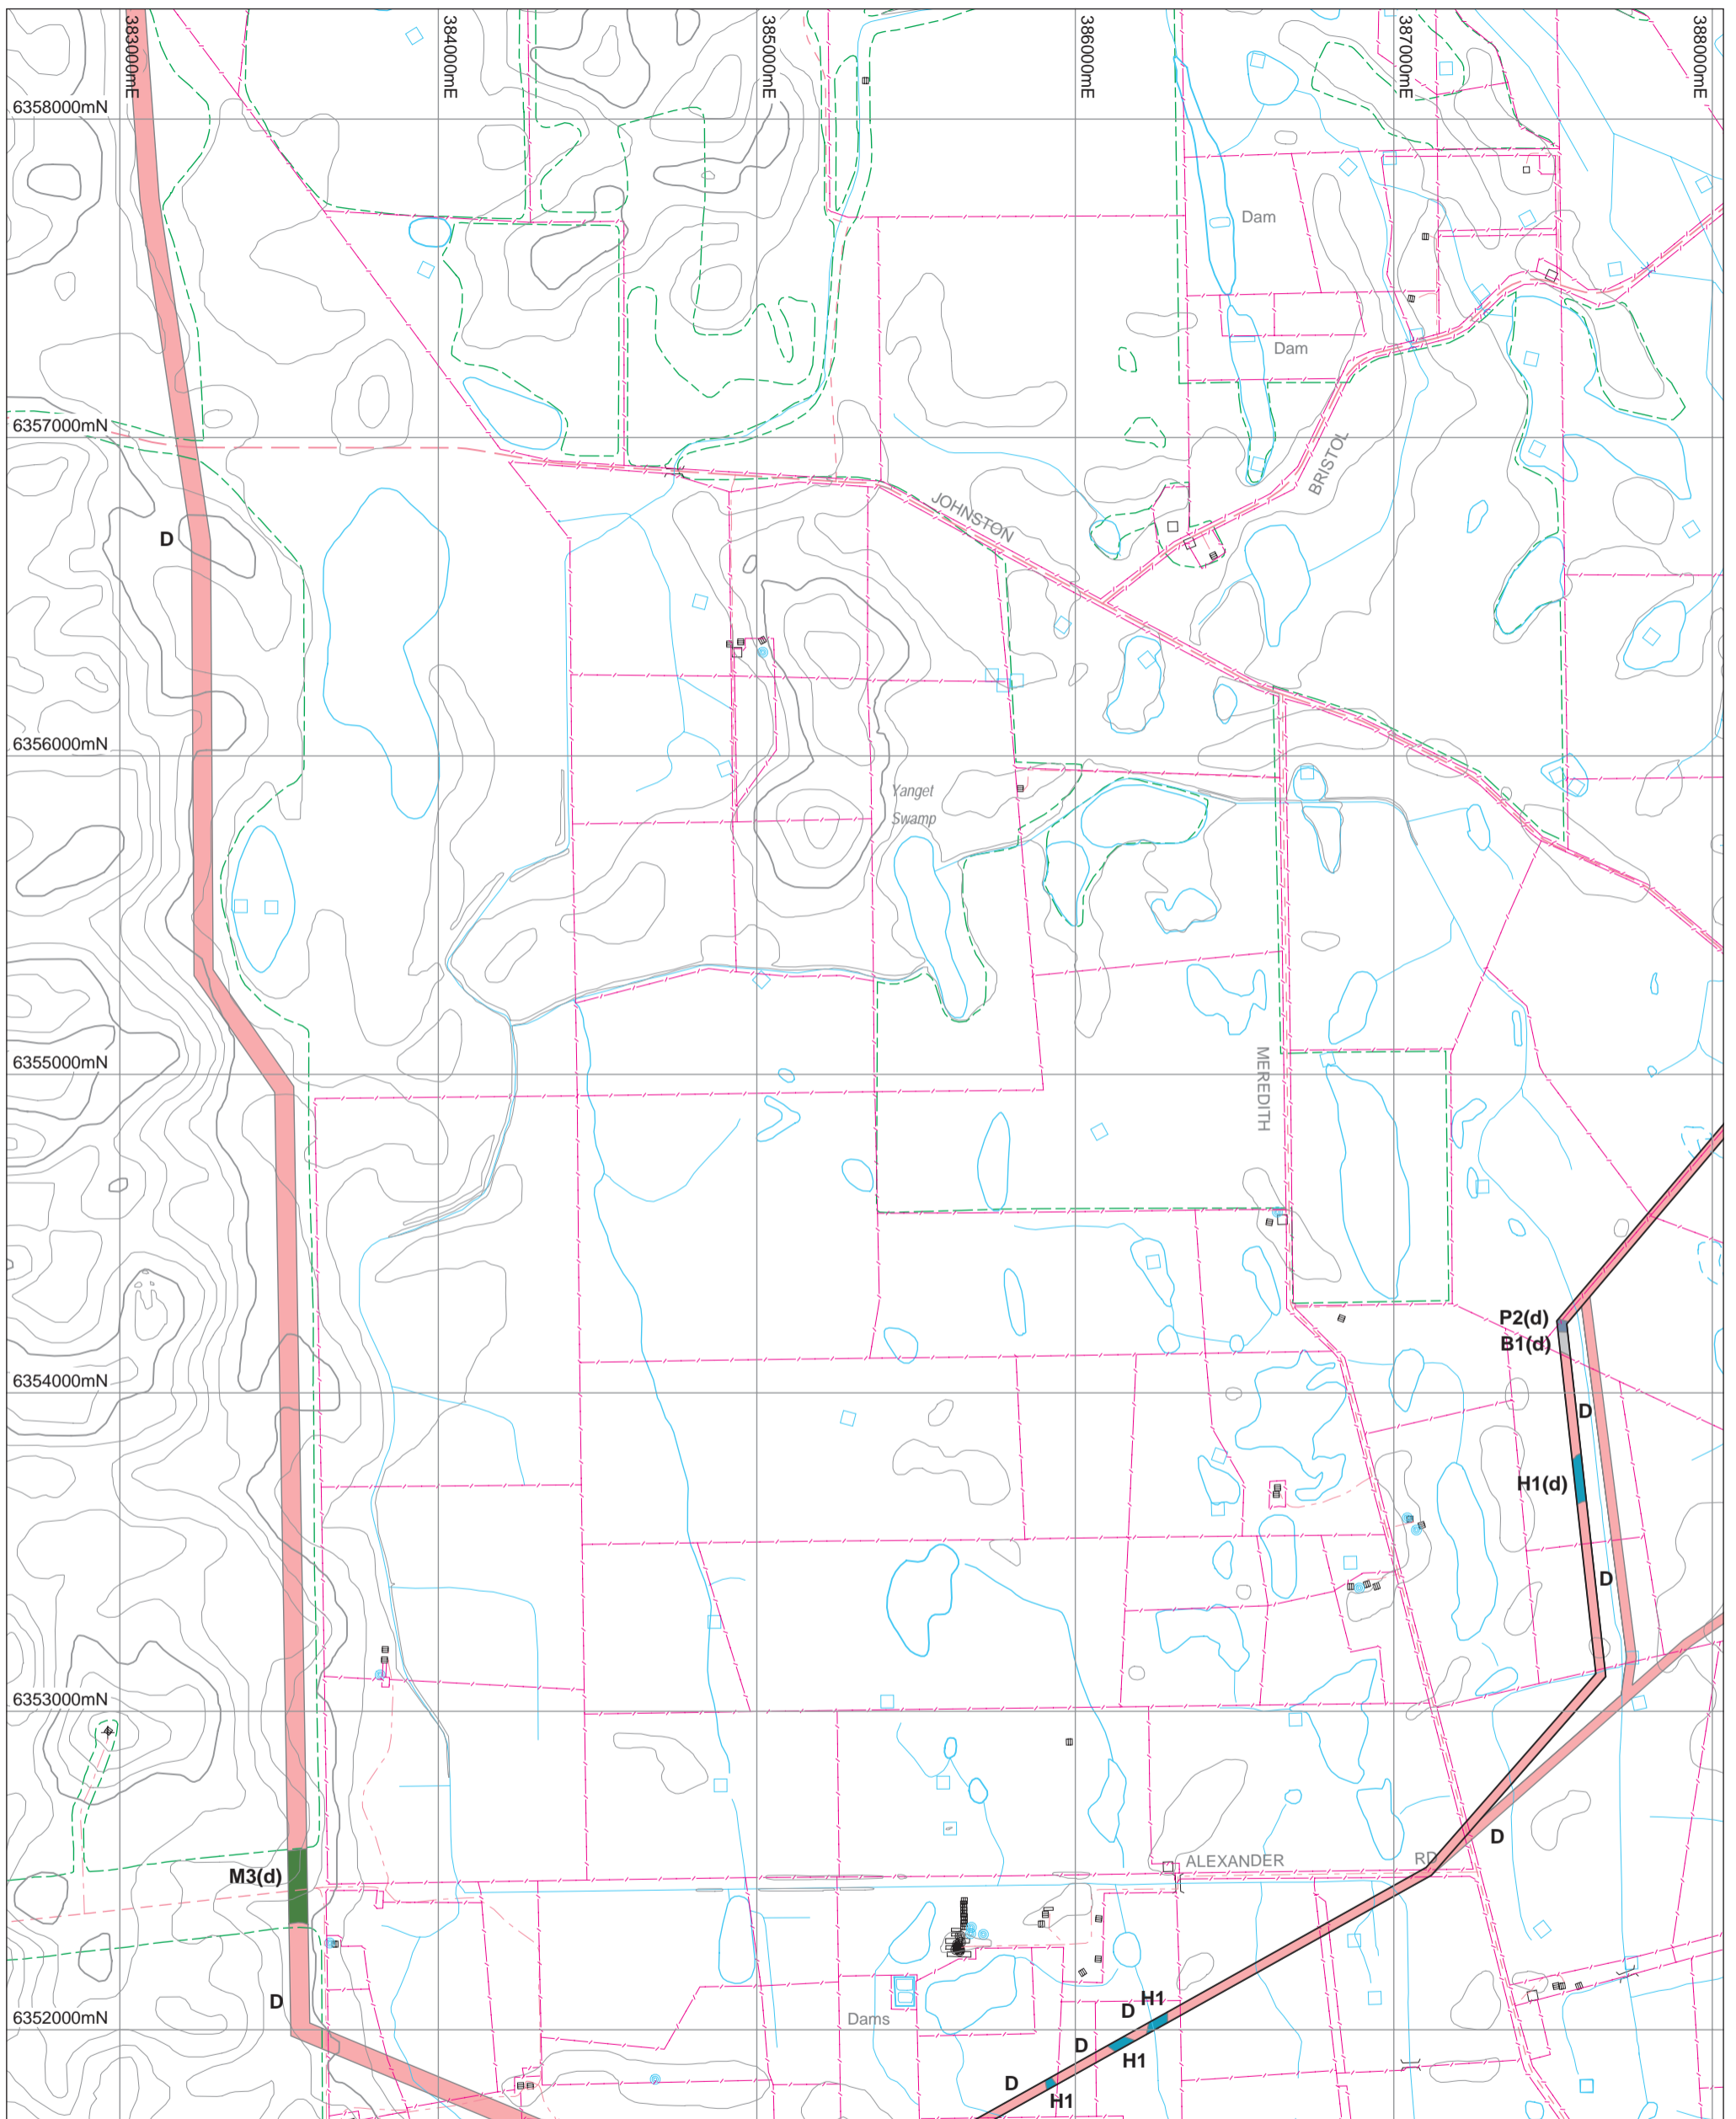 383000mE
384000mE
385000mE
386000mE
387000mE
388000mE
6358000mN
Dam
Dam
6357000mN
BRISTOL
JOHNSTON
D
6356000mN
Yanget
Swamp
6355000mN
MEREDITH
P2(d)
B1(d)
6354000mN
D
H1(d)
D
6353000mN
D
ALEXANDER RD
M3(d)
D
6352000mN
Dams
H1
D
D
H1
D
H1